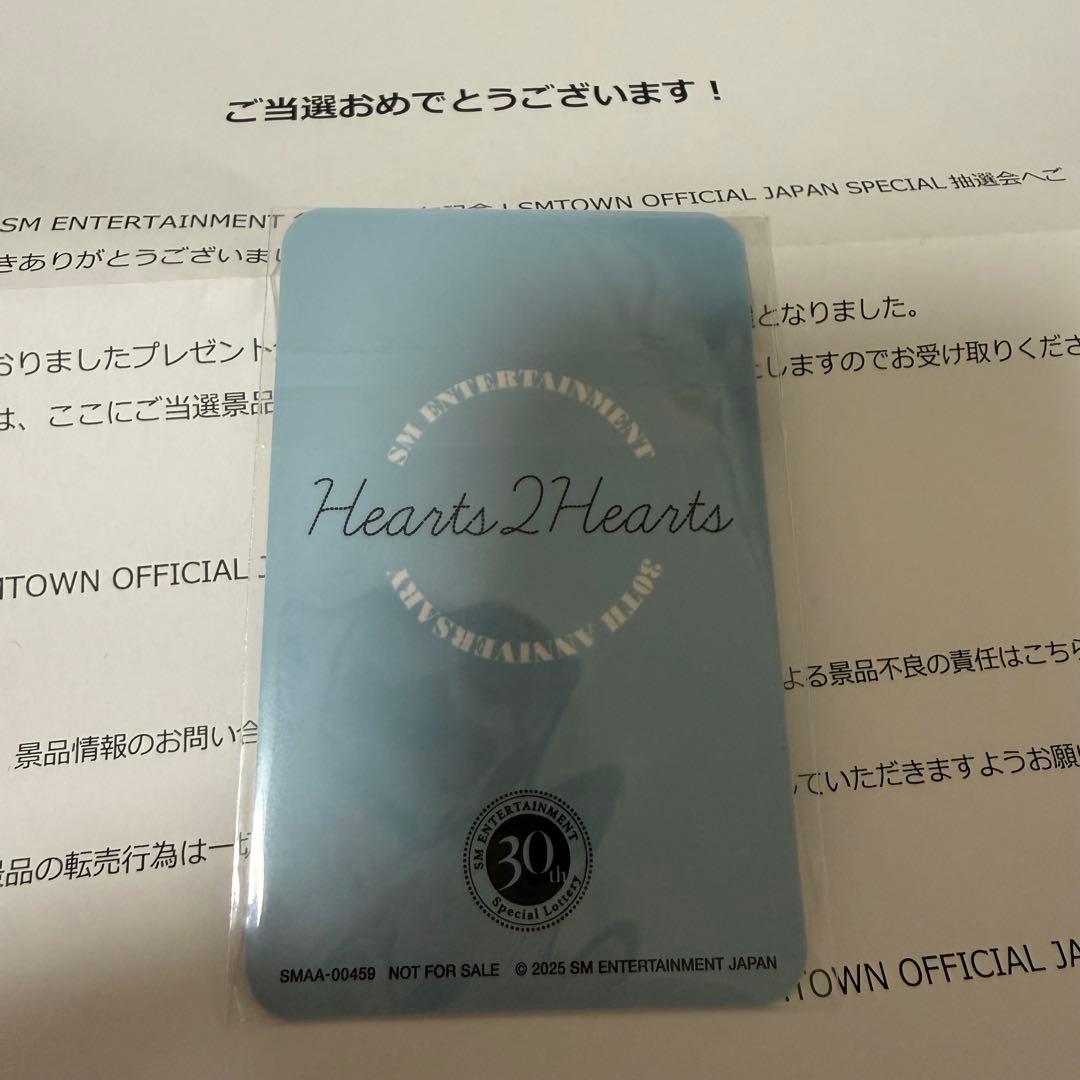 ご当選おめでとうございます！
SM ENTERTAINMENT
SMTOWN OFFICIAL JAPAN SPECIAL 抽選会へご
きありがとうございまし
となりました。
おりましたプレゼント
しますのでお受け取りくださ
は、ここにご当選景品
SM ENTERTAINMENT
Hearts2Hearts
30TH ANNIVERSARY
MTOWN OFFICIAL J
よる景品不良の責任はこちら
景品情報のお問い合
していただきますようお願い
景品の転売行為は一切
SM ENTERTAINMENT
30th
Special Lottery
SMAA-00459 NOT FOR SALE © 2025 SM ENTERTAINMENT JAPAN
MTOWN OFFICIAL JA